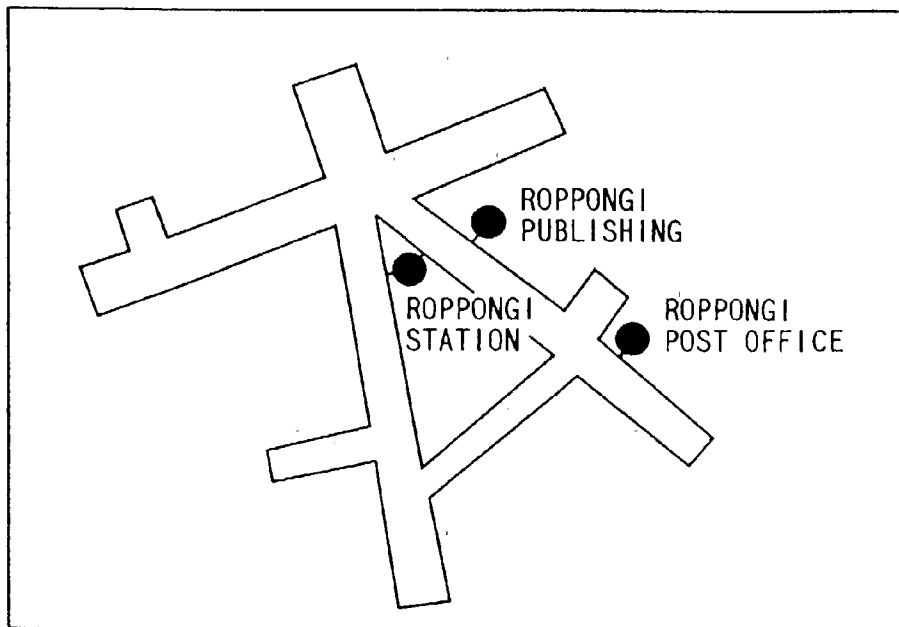 ROPPONGI
PUBLISHING
ROPPONGI
STATION
ROPPONGI
POST OFFICE